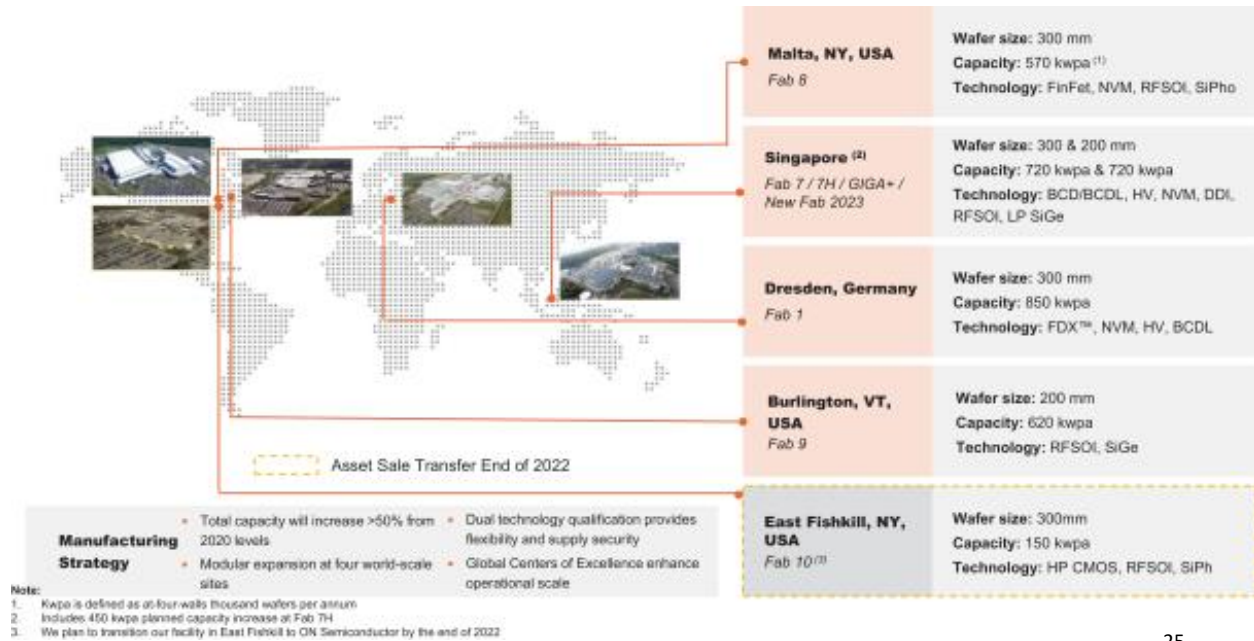 Malta, NY, USA
Fab 8
Wafer size: 300 mm
Capacity: 570 kwpa (1)
Technology: FinFet, NVM, RFSOI, SiPho
Singapore (2)
Fab 7 / 7H / GIGA+ /
New Fab 2023
Wafer size: 300 & 200 mm
Capacity: 720 kwpa & 720 kwpa
Technology: BCD/BCDL, HV, NVM, DDI,
RFSOI, LP SiGe
Dresden, Germany
Fab 1
Wafer size: 300 mm
Capacity: 850 kwpa
Technology: FDX™, NVM, HV, BCDL
Burlington, VT,
USA
Fab 9
Wafer size: 200 mm
Capacity: 620 kwpa
Technology: RFSOI, SiGe
Asset Sale Transfer End of 2022
East Fishkill, NY,
USA
Fab 10 (3)
Wafer size: 300mm
Capacity: 150 kwpa
Technology: HP CMOS, RFSOI, SiPh
Manufacturing
Strategy
• Total capacity will increase >50% from
2020 levels
• Modular expansion at four world-scale
sites
• Dual technology qualification provides
flexibility and supply security
• Global Centers of Excellence enhance
operational scale
Note:
1. Kwpa is defined as at-four-walls thousand wafers per annum
2. Includes 450 kwpa planned capacity increase at Fab 7H
3. We plan to transition our facility in East Fishkill to ON Semiconductor by the end of 2022
25